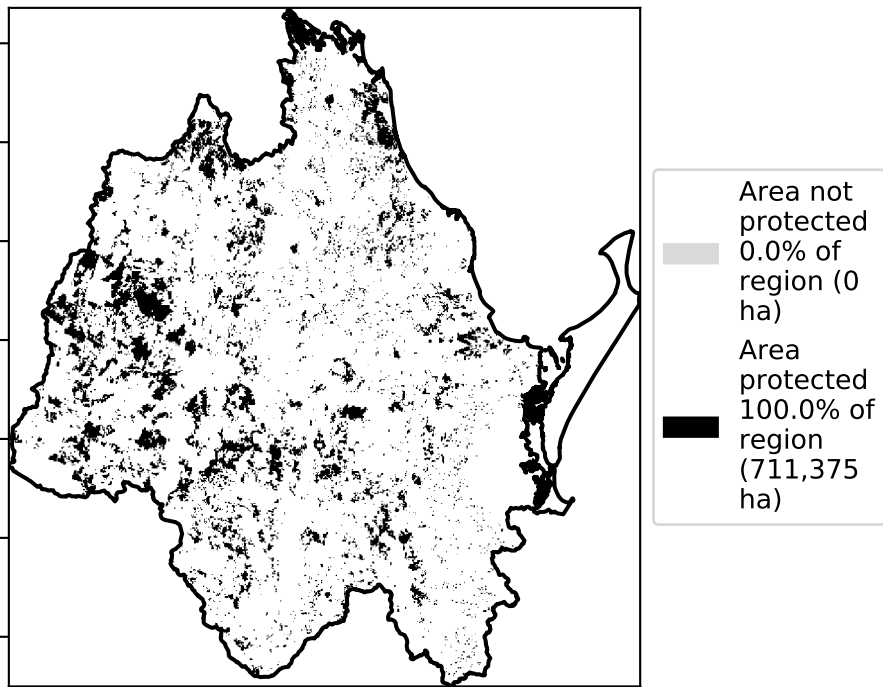 Area not
protected
0.0% of
region (0
ha)
Area
protected
100.0% of
region
(711,375
ha)